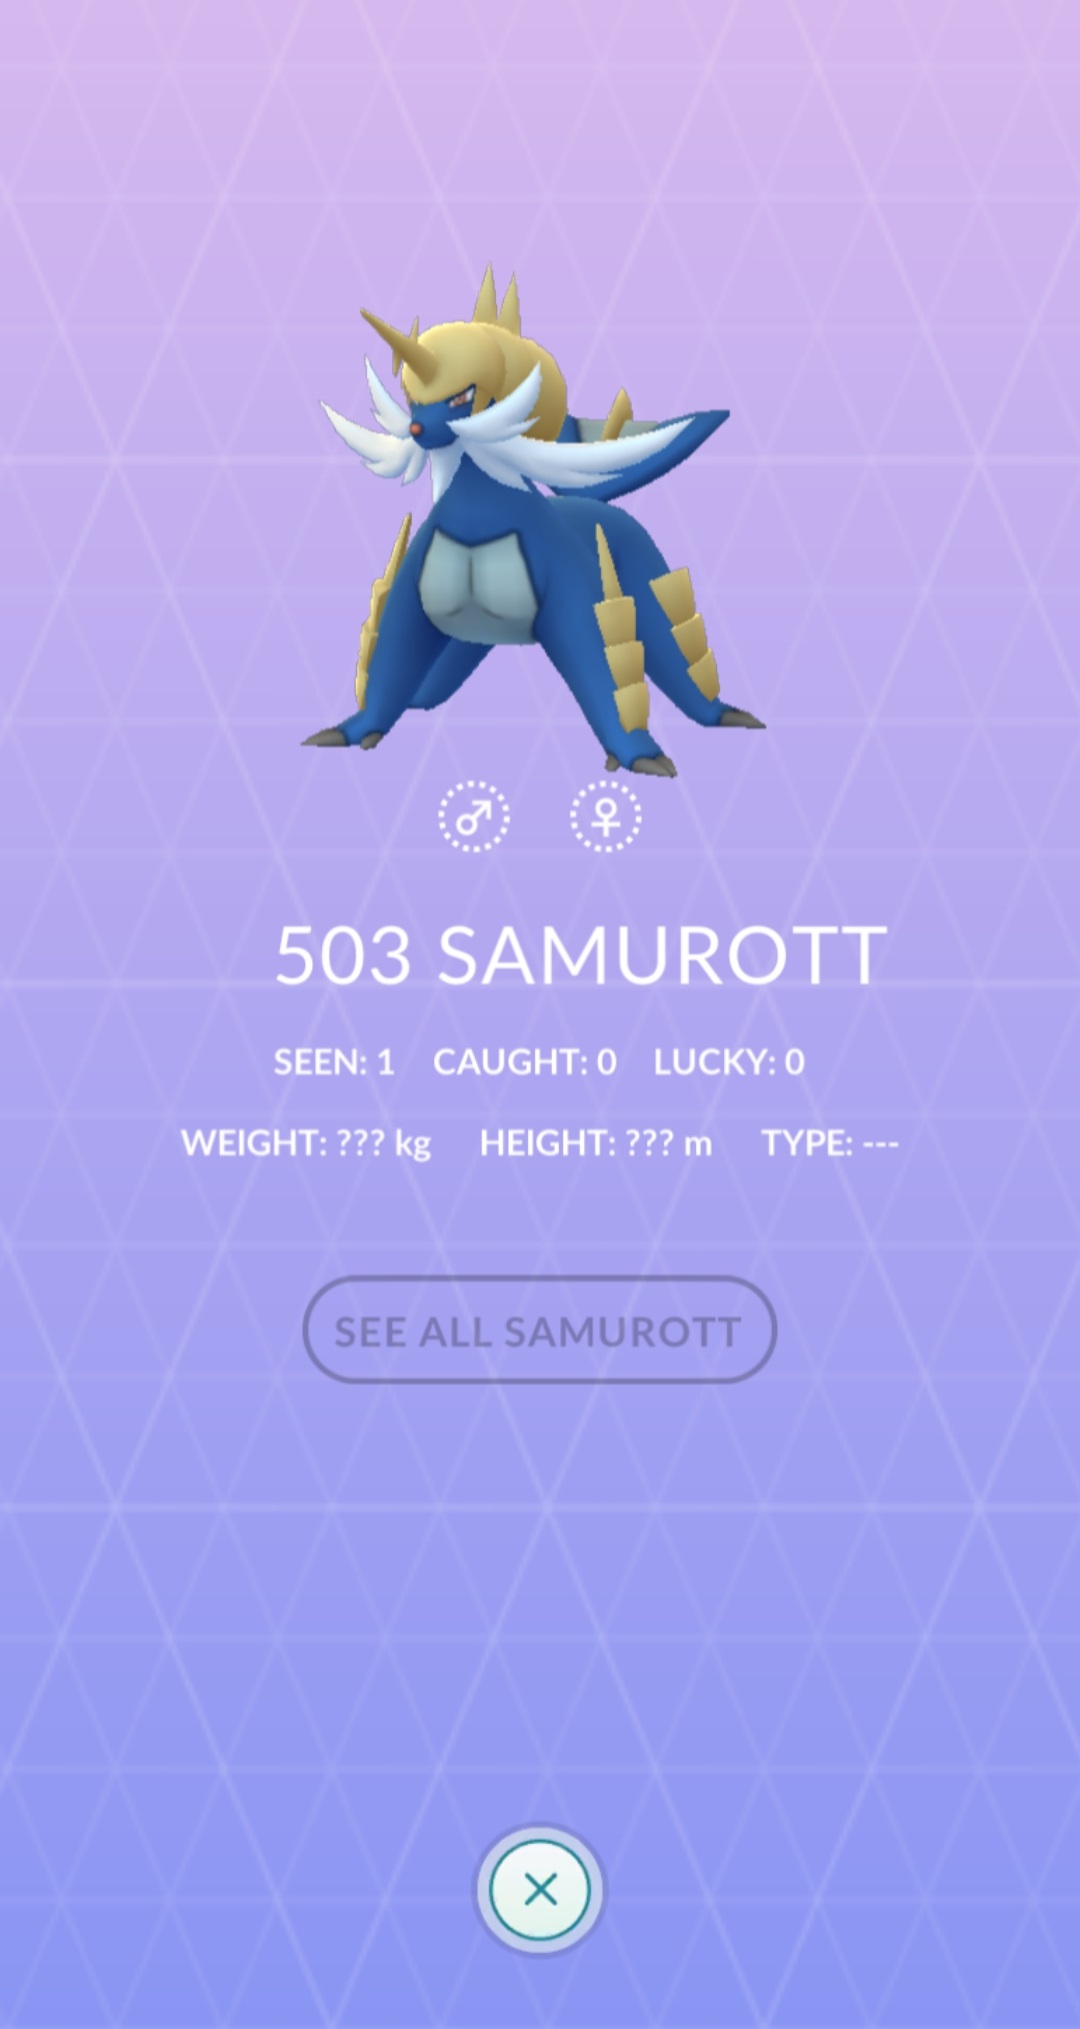 503 SAMUROTT
SEEN: 1 CAUGHT: 0 LUCKY: 0
WEIGHT: ??? kg HEIGHT: ??? m TYPE: ---
SEE ALL SAMUROTT